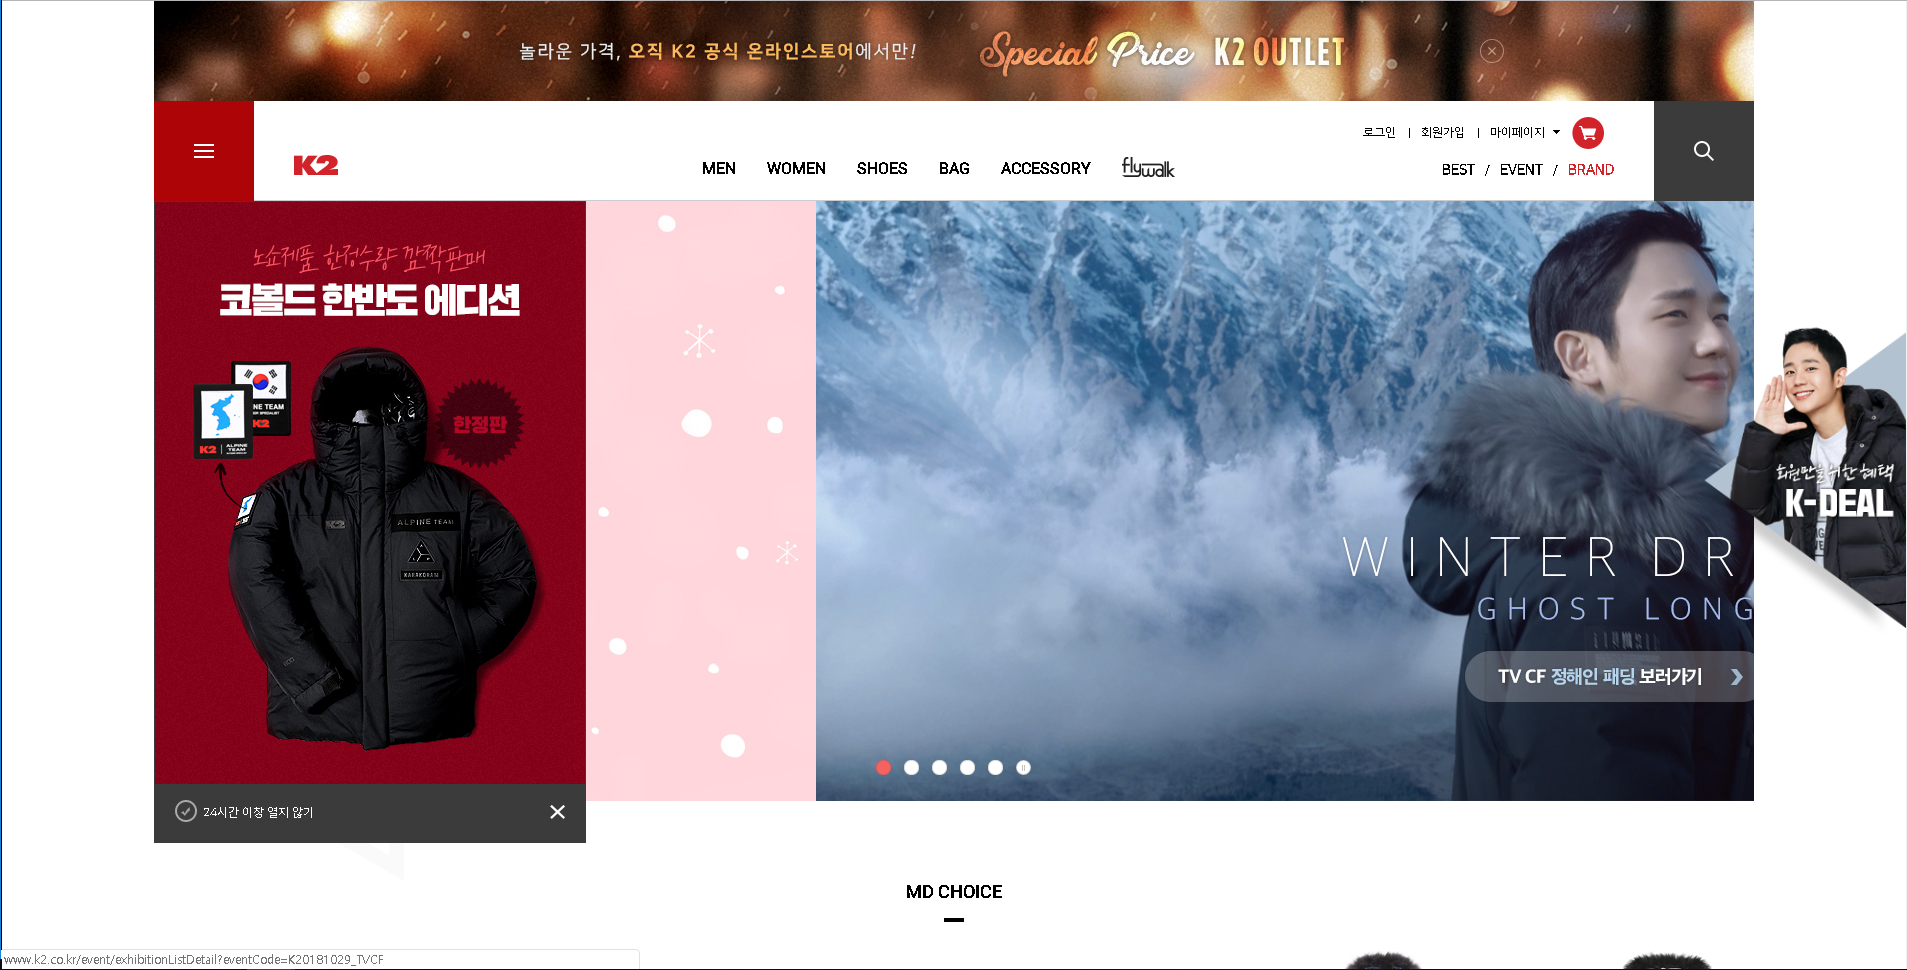 놀라운 가격, 오직 K2 공식 온라인스토어에서만!
Special Price K2 OUTLET
로그인 | 회원가입 | 마이페이지
K2
MEN WOMEN SHOES BAG ACCESSORY flywalk
BEST / EVENT / BRAND
노쇼제품 한정수량 깜짝판매
코볼드 한반도 에디션
한정판
K2 ALPINE TEAM
K2
ALPINE TEAM
KARAKORAM
WINTER DR
GHOST LONG
TV CF 정해인 패딩 보러가기
회원만을 위한 혜택
K-DEAL
24시간 이창 열지 않기
MD CHOICE
www.k2.co.kr/event/exhibitionListDetail?eventCode=K20181029_TVCF